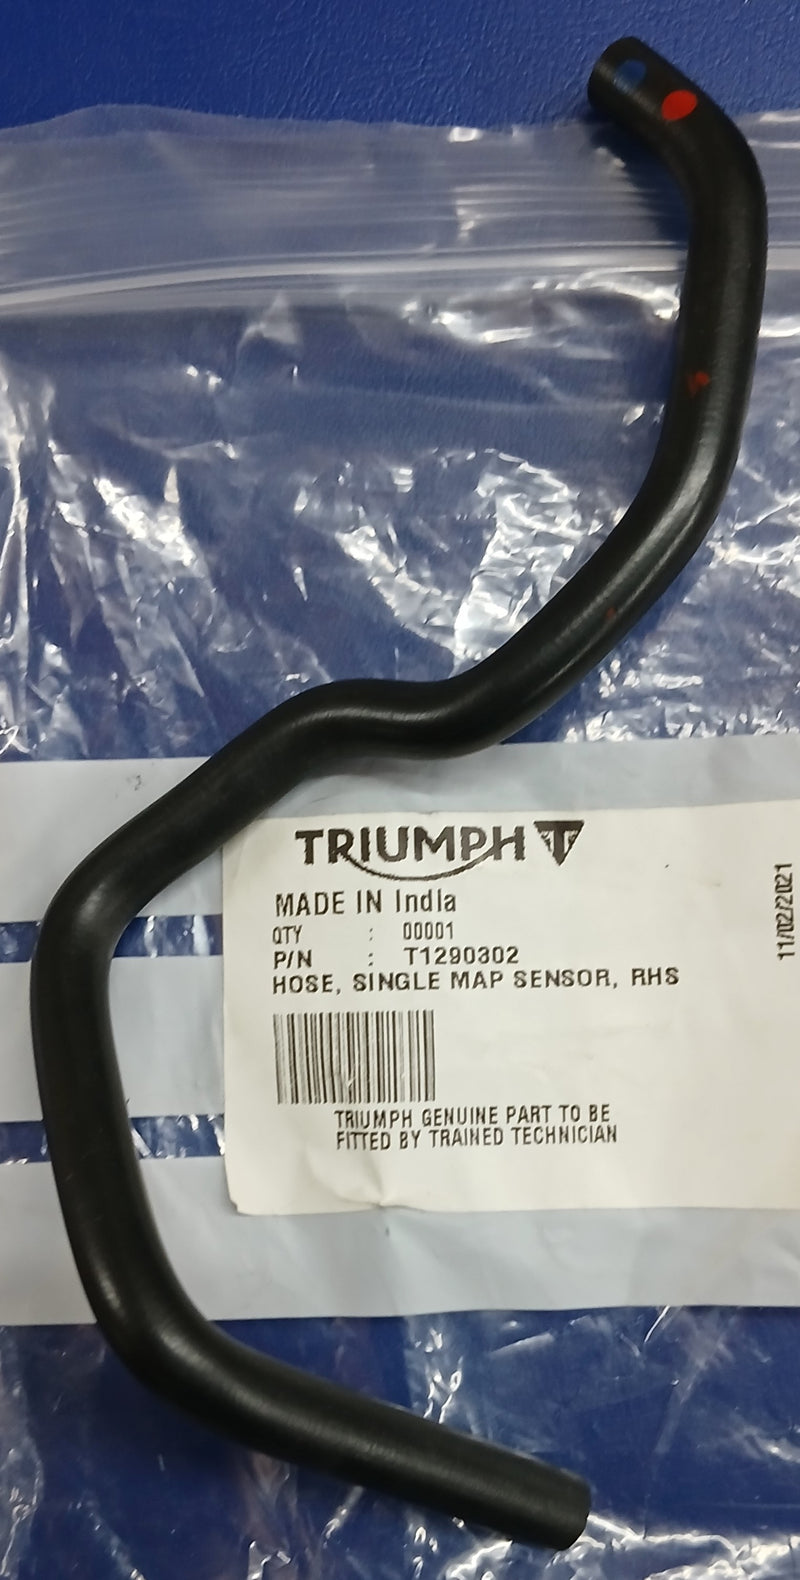 TRIUMPH
MADE IN India
QTY : 00001
P/N : T1290302
HOSE, SINGLE MAP SENSOR, RHS
TRIUMPH GENUINE PART TO BE
FITTED BY TRAINED TECHNICIAN
11/02/2021